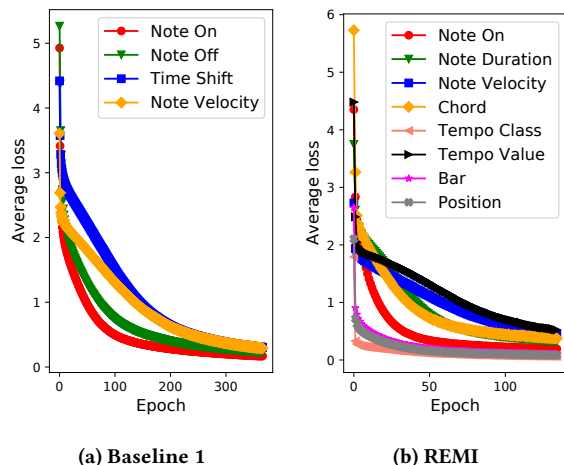 Note On
Note Off
Time Shift
Note Velocity
5
4
3
2
1
0
Average loss
0 100 200 300
Epoch
(a) Baseline 1
Note On
Note Duration
Note Velocity
Chord
Tempo Class
Tempo Value
Bar
Position
6
5
4
3
2
1
0
Average loss
0 50 100
Epoch
(b) REMI